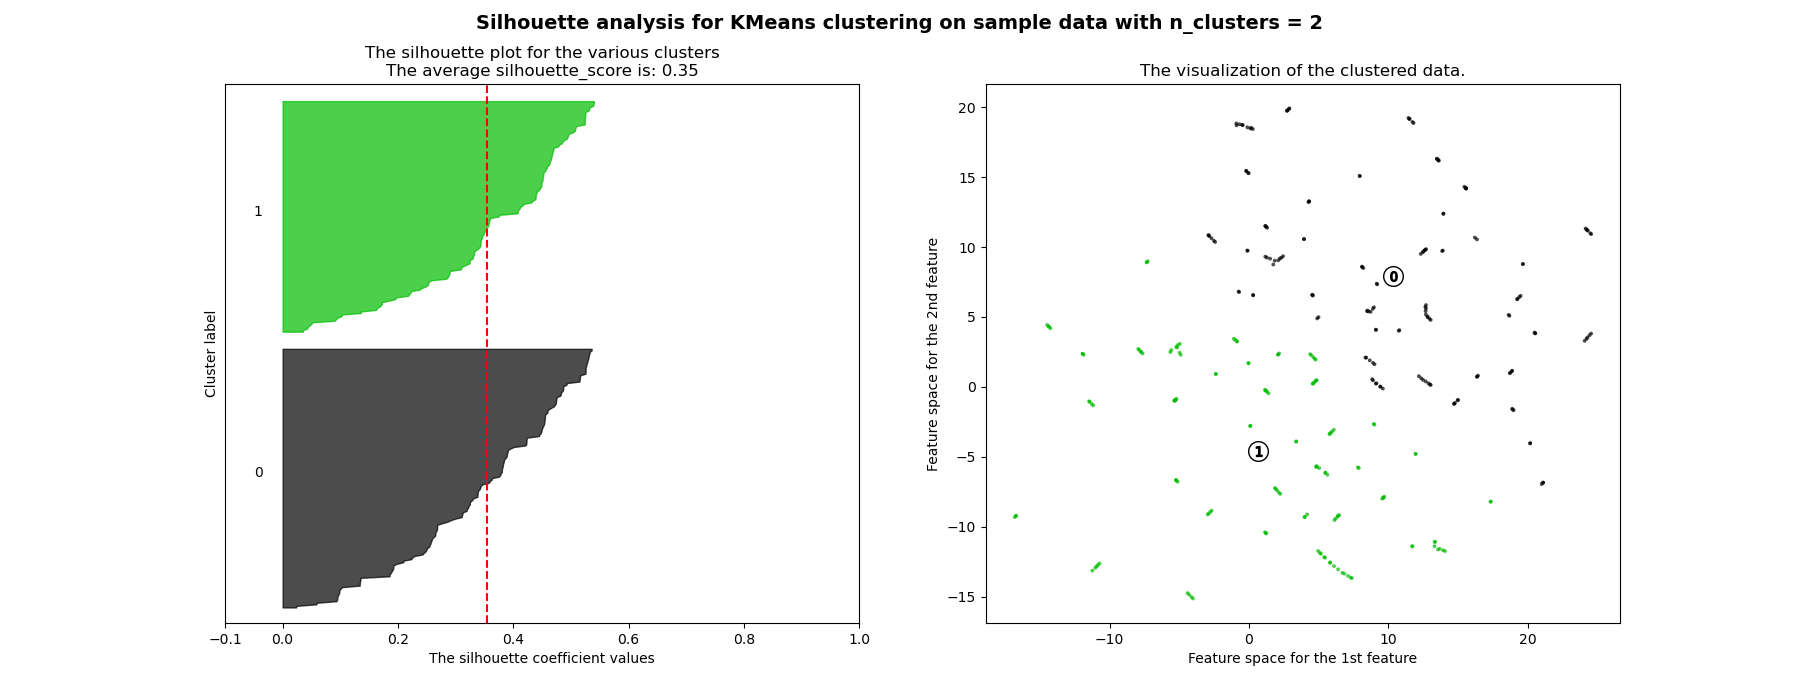 Silhouette analysis for KMeans clustering on sample data with n_clusters = 2
The silhouette plot for the various clusters
The average silhouette_score is: 0.35
1
0
Cluster label
−0.1 0.0 0.2 0.4 0.6 0.8 1.0
The silhouette coefficient values
The visualization of the clustered data.
20
15
10
5
0
−5
−10
−15
Feature space for the 2nd feature
0
1
−10 0 10 20
Feature space for the 1st feature